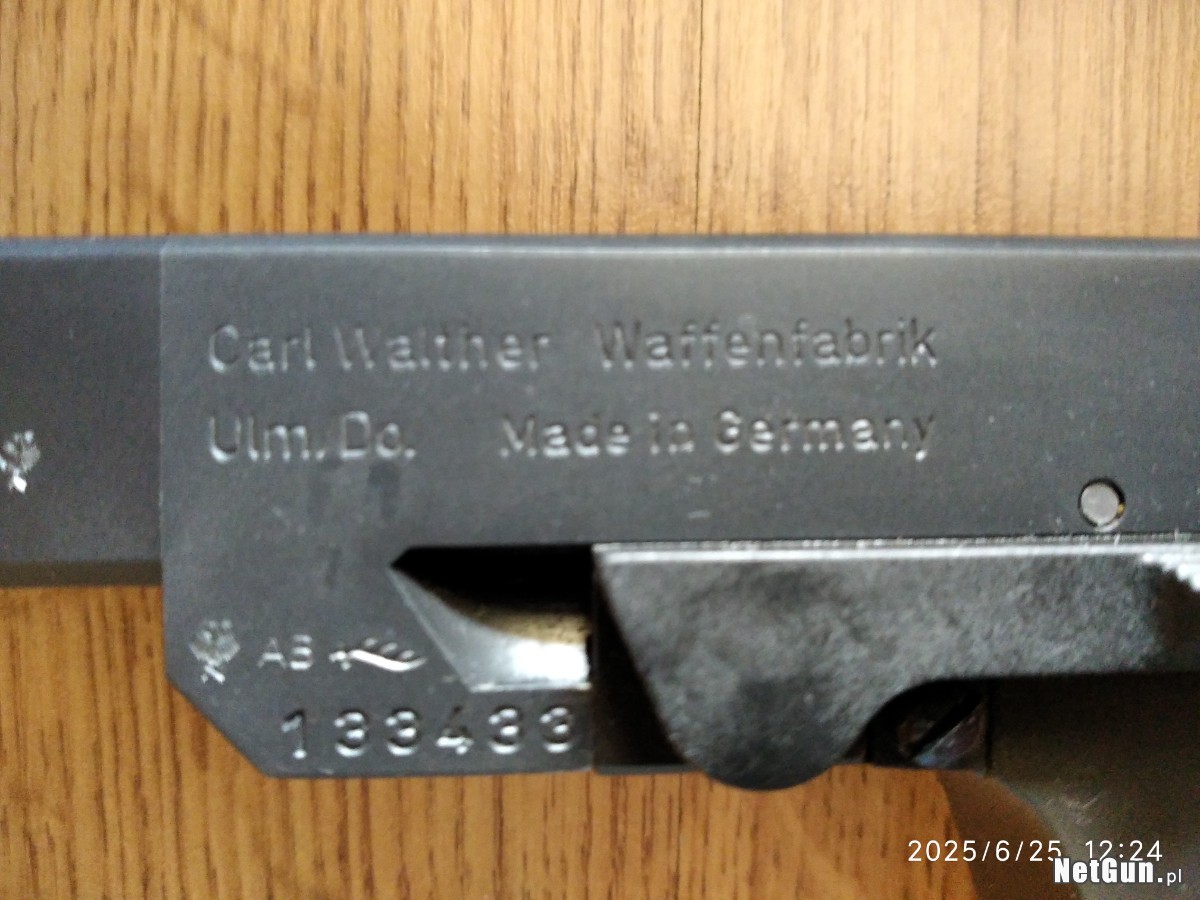 Carl Walther Waffenfabrik
Ulm/Do. Made in Germany
AB
133433
2025/6/25 12:24
NetGun.pl